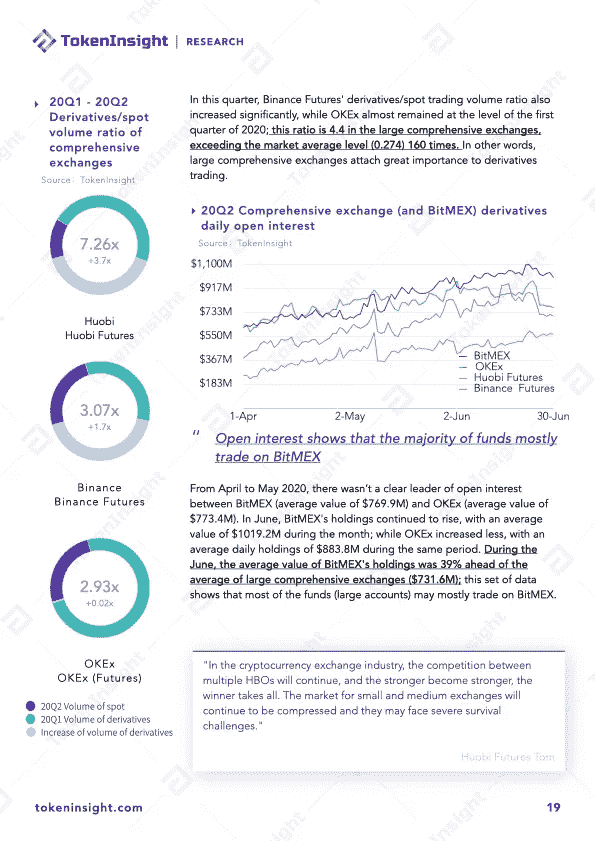 TokenInsight | RESEARCH
20Q1 - 20Q2
Derivatives/spot
volume ratio of
comprehensive
exchanges
Source: TokenInsight
7.26x
+3.7x
Huobi
Huobi Futures
3.07x
+1.7x
Binance
Binance Futures
2.93x
+0.02x
OKEx
OKEx (Futures)
20Q2 Volume of spot
20Q1 Volume of derivatives
Increase of volume of derivatives
In this quarter, Binance Futures' derivatives/spot trading volume ratio also
increased significantly, while OKEx almost remained at the level of the first
quarter of 2020; this ratio is 4.4 in the large comprehensive exchanges,
exceeding the market average level (0.274) 160 times. In other words,
large comprehensive exchanges attach great importance to derivatives
trading.
20Q2 Comprehensive exchange (and BitMEX) derivatives
daily open interest
Source: TokenInsight
$1,100M
$917M
$733M
$550M
$367M
$183M
BitMEX
OKEx
Huobi Futures
Binance Futures
1-Apr 2-May 2-Jun 30-Jun
“ Open interest shows that the majority of funds mostly
trade on BitMEX
From April to May 2020, there wasn't a clear leader of open interest
between BitMEX (average value of $769.9M) and OKEx (average value of
$773.4M). In June, BitMEX's holdings continued to rise, with an average
value of $1019.2M during the month; while OKEx increased less, with an
average daily holdings of $883.8M during the same period. During the
June, the average value of BitMEX's holdings was 39% ahead of the
average of large comprehensive exchanges ($731.6M); this set of data
shows that most of the funds (large accounts) may mostly trade on BitMEX.
"In the cryptocurrency exchange industry, the competition between
multiple HBOs will continue, and the stronger become stronger, the
winner takes all. The market for small and medium exchanges will
continue to be compressed and they may face severe survival
challenges."
Huobi Futures Tom
tokeninsight.com
19